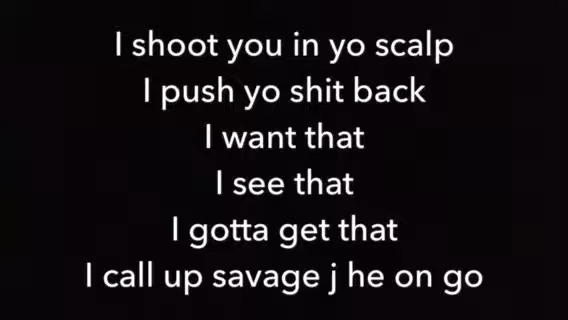 I shoot you in yo scalp
I push yo shit back
I want that
I see that
I gotta get that
I call up savage j he on go